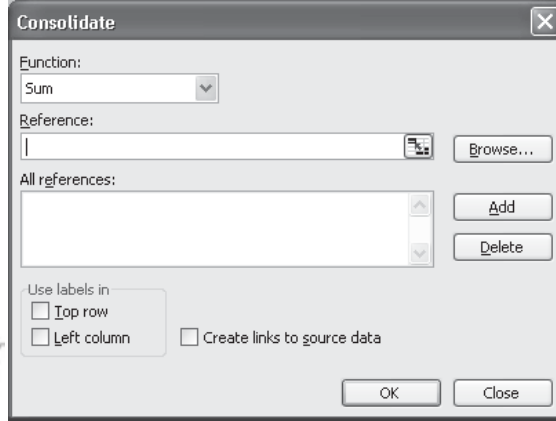 Consolidate
Function:
Sum
Reference:
Browse...
All references:
Add
Delete
Use labels in
Top row
Left column
Create links to source data
OK
Close